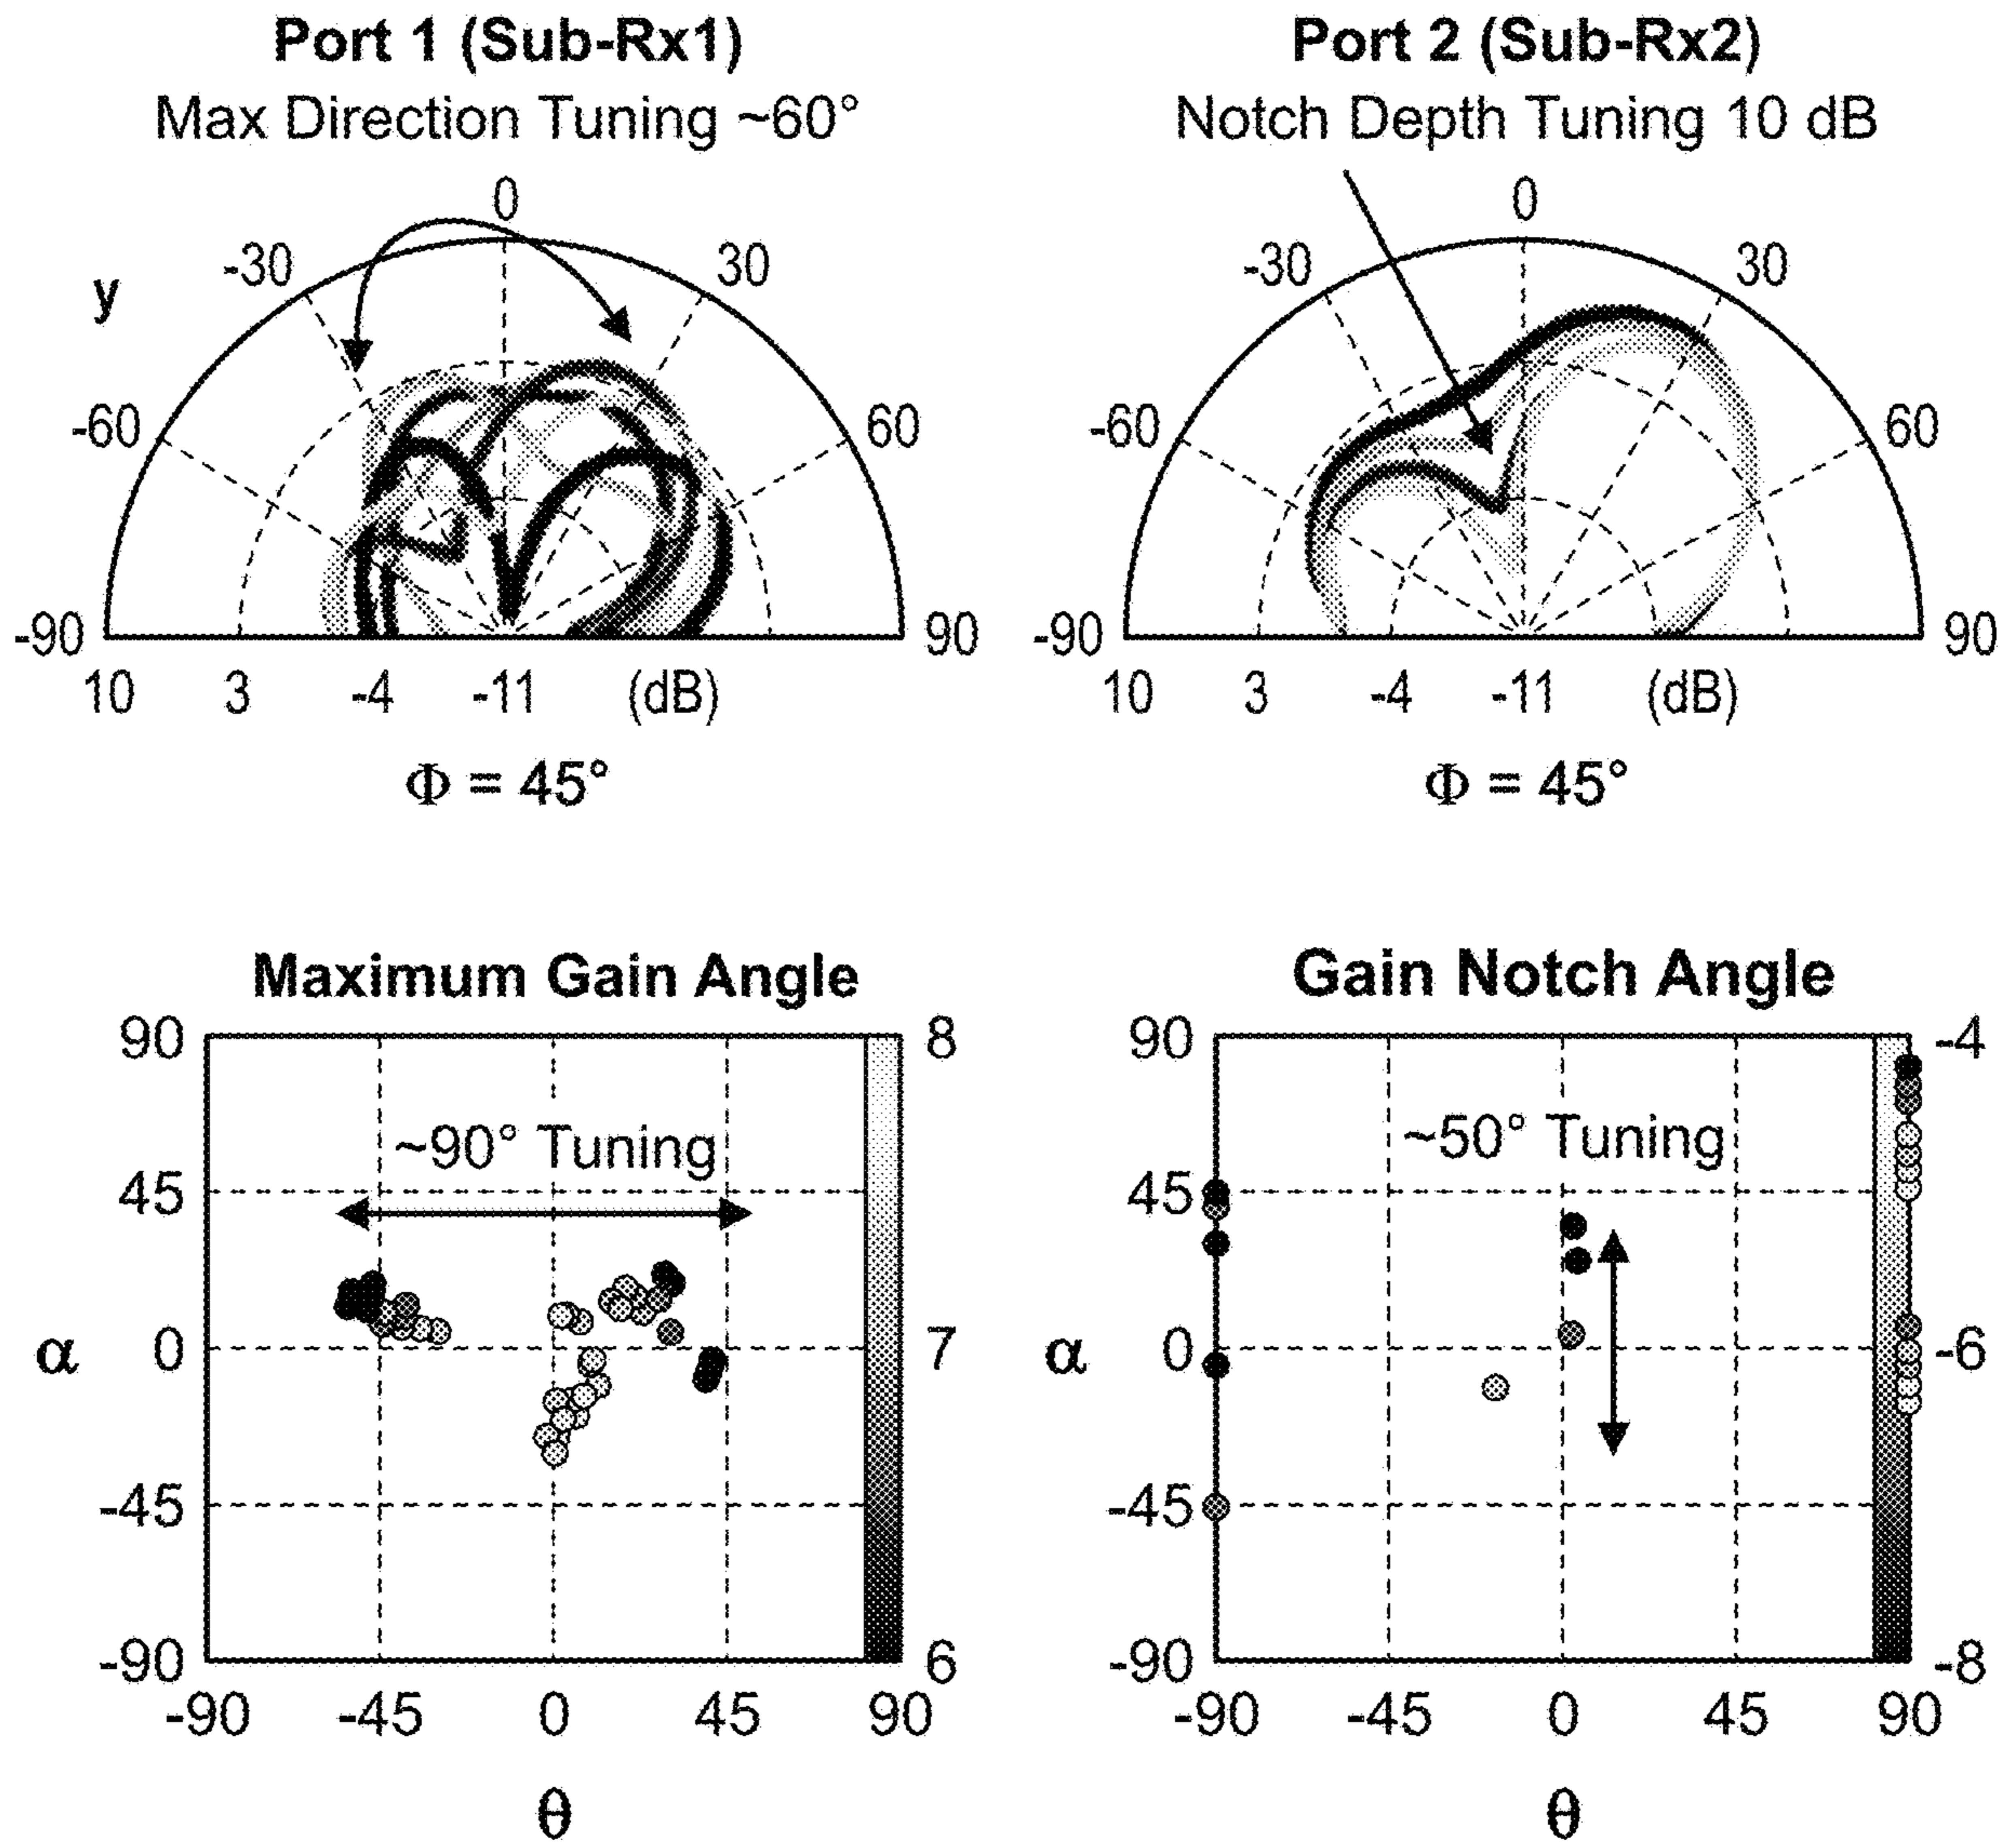 Port 1 (Sub-Rx1)
Max Direction Tuning ~60°
0
-30
30
y
-60
60
-90
90
10
3
-4
-11
(dB)
Φ = 45°
Port 2 (Sub-Rx2)
Notch Depth Tuning 10 dB
0
-30
30
-60
60
-90
90
10
3
-4
-11
(dB)
Φ = 45°
Maximum Gain Angle
90
8
~90° Tuning
45
α
0
7
-45
-90
6
-90
-45
0
45
90
θ
Gain Notch Angle
90
-4
~50° Tuning
45
α
0
-6
-45
-90
-8
-90
-45
0
45
90
θ